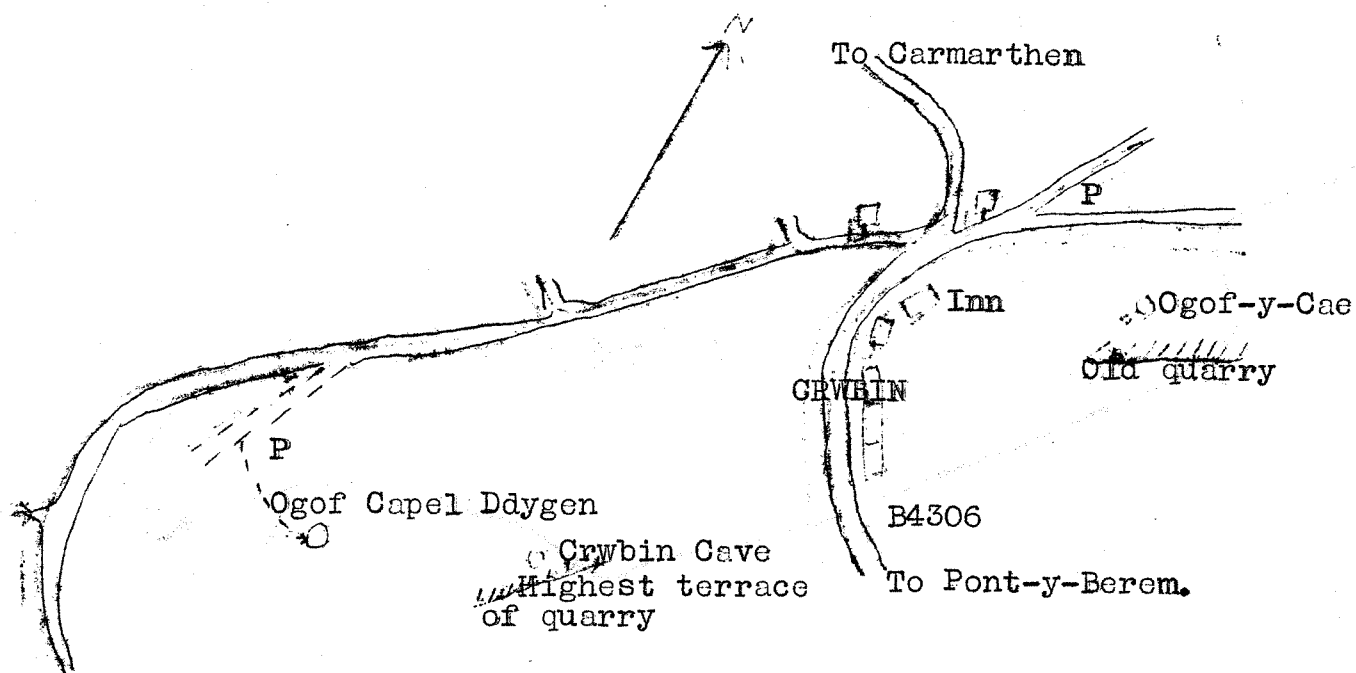 N
To Carmarthen
P
Inn
Ogof-y-Cae
Old quarry
CRWBIN
P
Ogof Capel Ddygen
B4306
Crwbin Cave
Highest terrace
of quarry
To Pont-y-Berem.